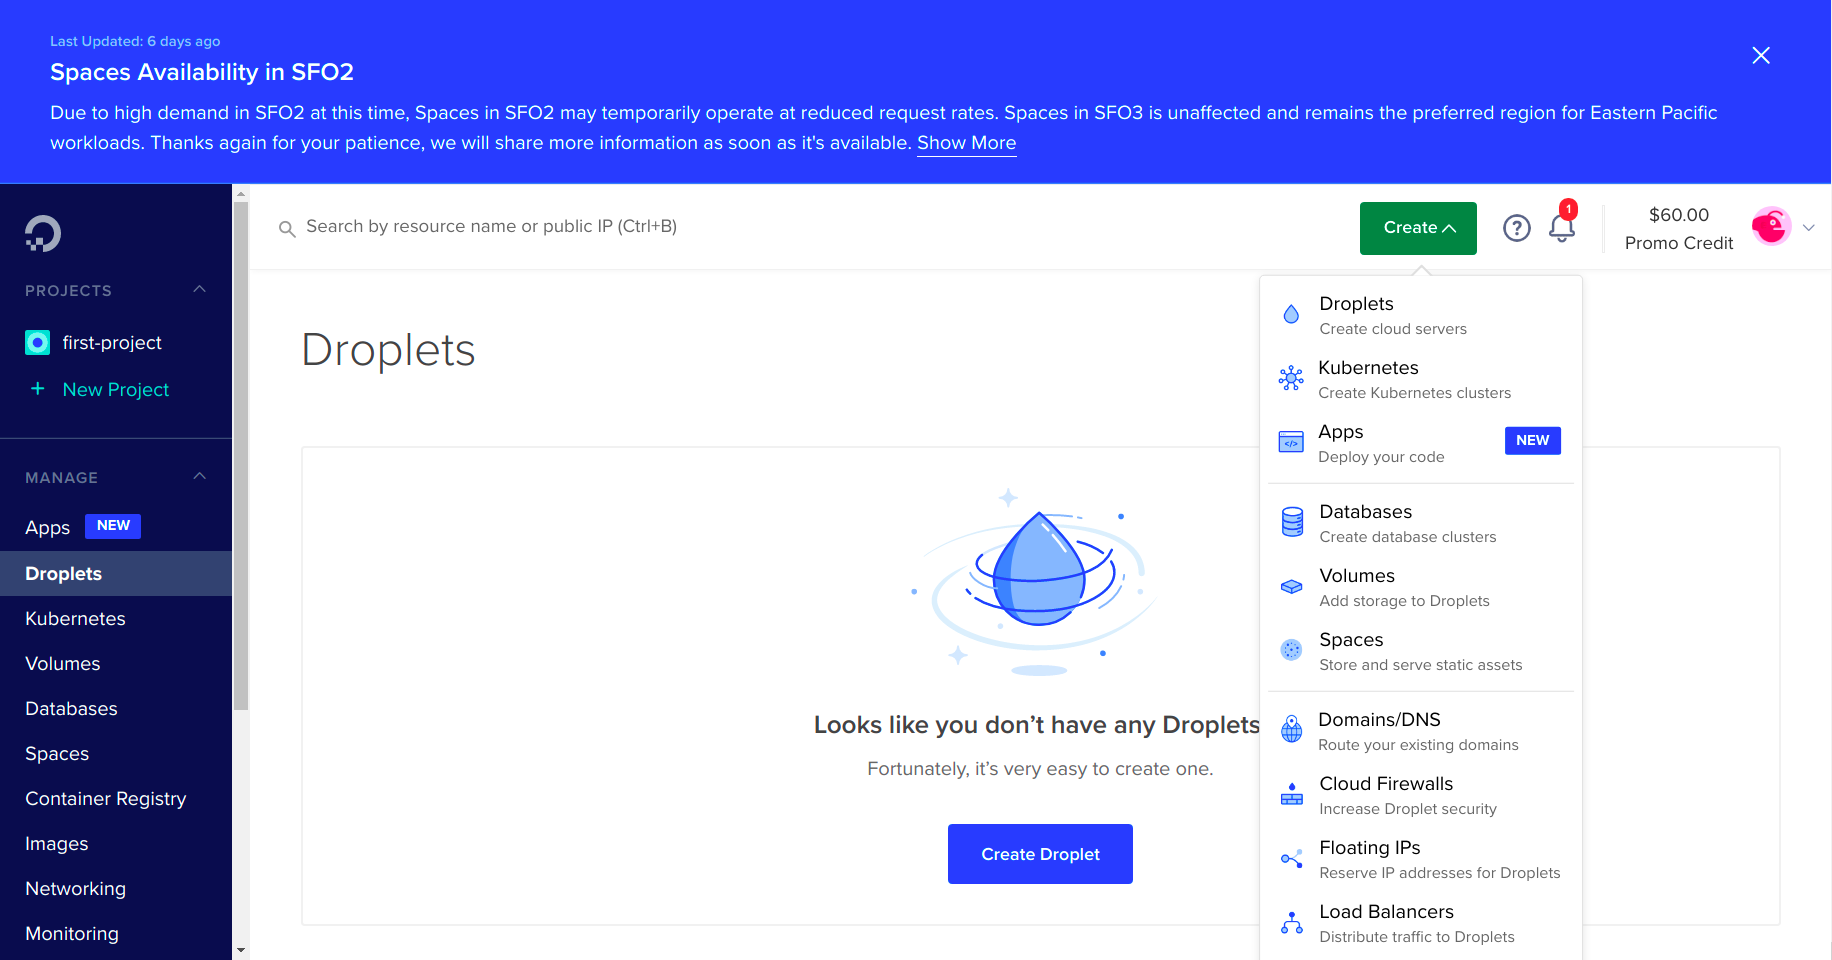 Last Updated: 6 days ago
Spaces Availability in SFO2
Due to high demand in SFO2 at this time, Spaces in SFO2 may temporarily operate at reduced request rates. Spaces in SFO3 is unaffected and remains the preferred region for Eastern Pacific
workloads. Thanks again for your patience, we will share more information as soon as it's available. Show More
Search by resource name or public IP (Ctrl+B)
Create
1
$60.00
Promo Credit
PROJECTS
first-project
+ New Project
MANAGE
Apps NEW
Droplets
Kubernetes
Volumes
Databases
Spaces
Container Registry
Images
Networking
Monitoring
Droplets
Looks like you don’t have any Droplets
Fortunately, it’s very easy to create one.
Create Droplet
Droplets
Create cloud servers
Kubernetes
Create Kubernetes clusters
Apps
NEW
Deploy your code
Databases
Create database clusters
Volumes
Add storage to Droplets
Spaces
Store and serve static assets
Domains/DNS
Route your existing domains
Cloud Firewalls
Increase Droplet security
Floating IPs
Reserve IP addresses for Droplets
Load Balancers
Distribute traffic to Droplets